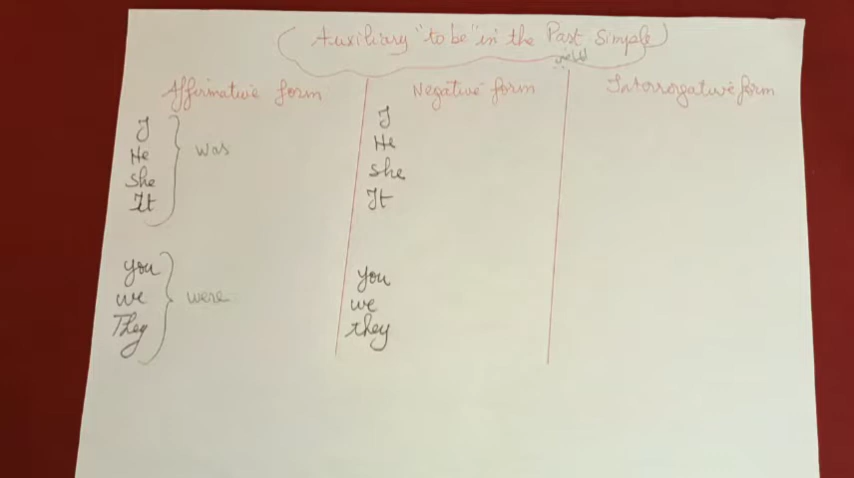 Auxiliary "to be" in the Past Simple
Affirmative form
Negative form
Interrogative form
I
He
She
It
was
you
we
They
were
I
He
She
It
you
we
they